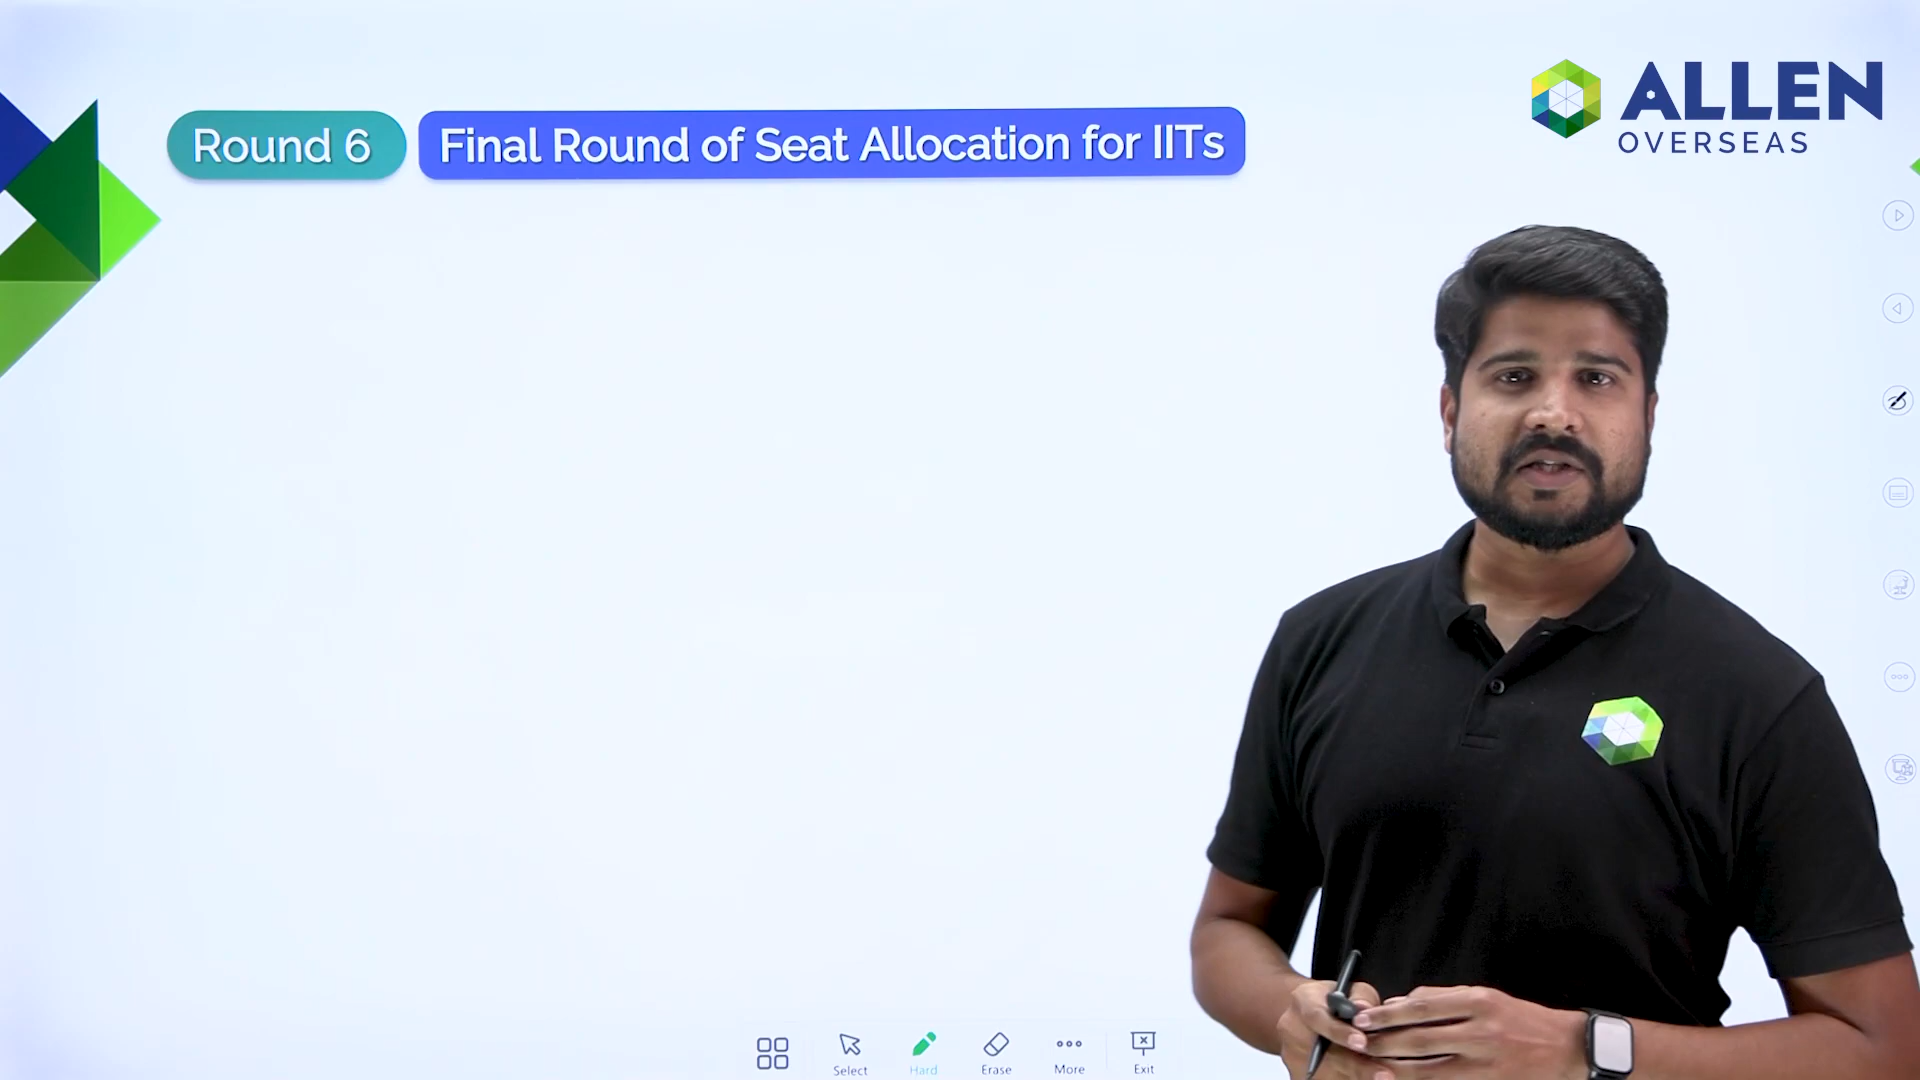 ALLEN
OVERSEAS
Round 6 Final Round of Seat Allocation for IITs
Select Hard Erase More Exit